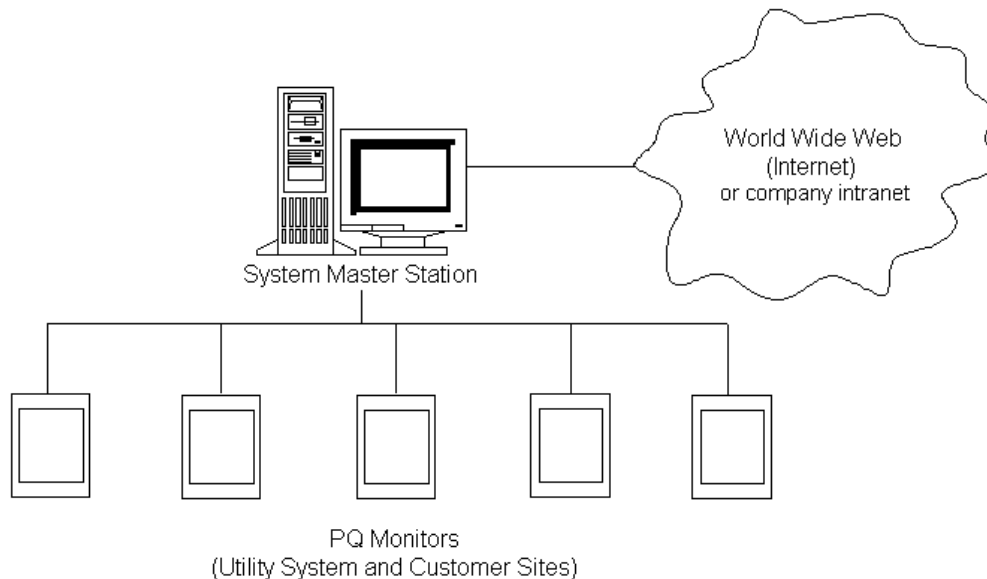 World Wide Web
(Internet)
or company intranet
System Master Station
PQ Monitors
(Utility System and Customer Sites)